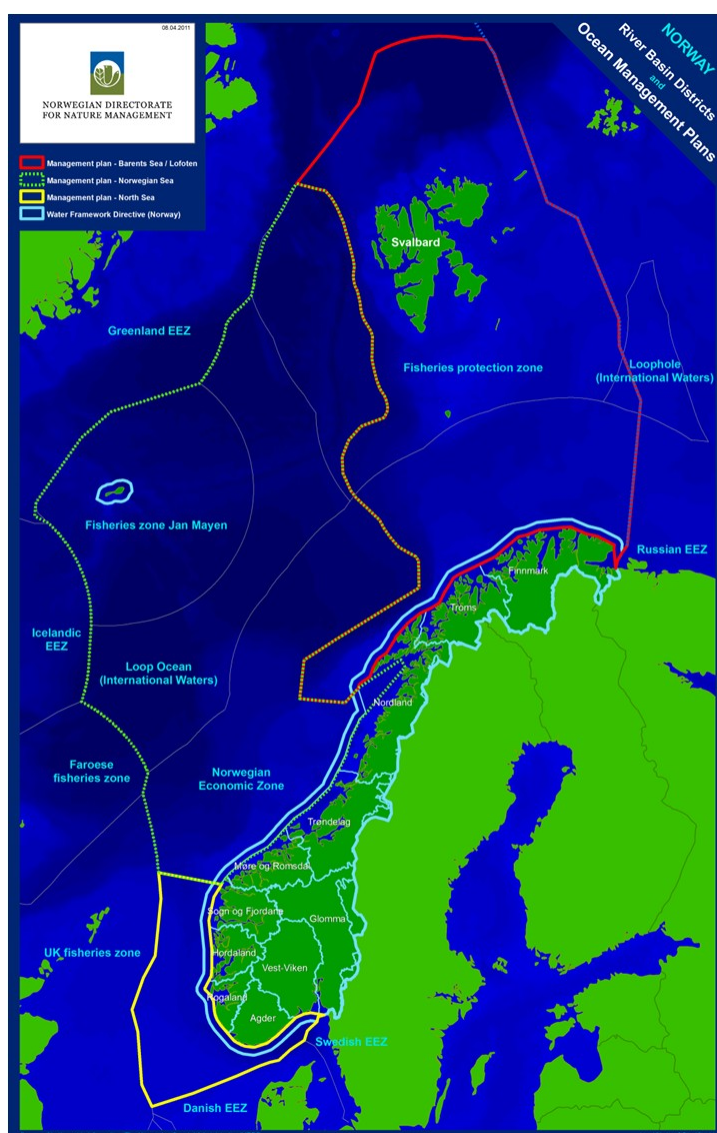 08.04.2011
NORWEGIAN DIRECTORATE
FOR NATURE MANAGEMENT
NORWAY
River Basin Districts
and
Ocean Management Plans
Management plan - Barents Sea / Lofoten
Management plan - Norwegian Sea
Management plan - North Sea
Water Framework Directive (Norway)
Svalbard
Greenland EEZ
Fisheries protection zone
Loophole
(International Waters)
Fisheries zone Jan Mayen
Russian EEZ
Finnmark
Troms
Icelandic
EEZ
Loop Ocean
(International Waters)
Nordland
Faroese
fisheries zone
Norwegian
Economic Zone
Trøndelag
Møre og Romsdal
Sogn og Fjordane
Glomma
UK fisheries zone
Hordaland
Vest-Viken
Rogaland
Agder
Swedish EEZ
Danish EEZ